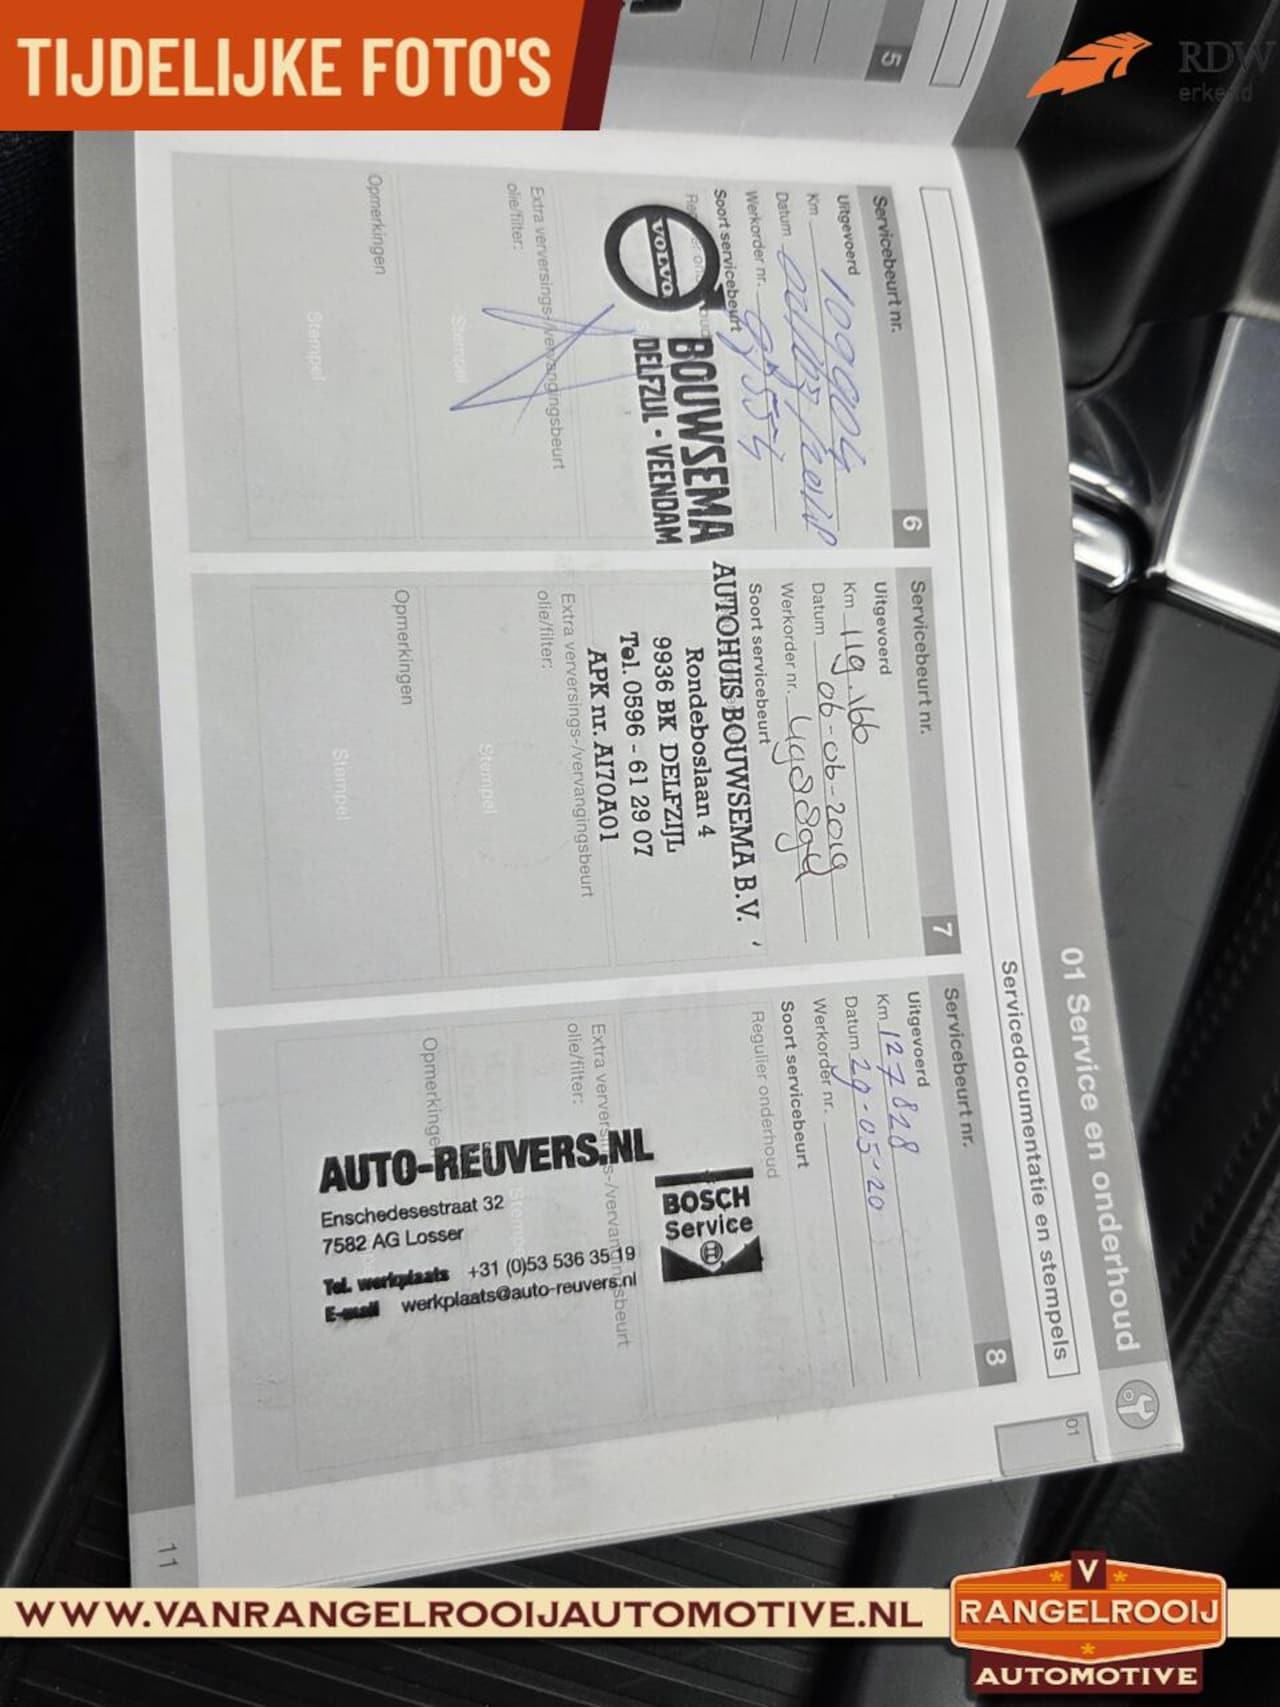 TIJDELIJKE FOTO'S
RDW
erkend
5
01 Service en onderhoud
Servicedocumentatie en stempels
01
Servicebeurt nr.
6
Uitgevoerd
Km 109004
Datum
Werkorder nr.
Soort servicebeurt
VOLVO
BOUWSEMA
DELFZIJL - VEENDAM
Extra verversings-/vervangingsbeurt
olie/filter:
Stempel
Opmerkingen
Stempel
Servicebeurt nr.
7
Uitgevoerd
Km 119.166
Datum 06-06-2019
Werkorder nr.
Soort servicebeurt
AUTOHUIS BOUWSEMA B.V.
Rondeboslaan 4
9936 BK DELFZIJL
Tel. 0596 - 61 29 07
APK nr. AI70A01
Extra verversings-/vervangingsbeurt
olie/filter:
Stempel
Opmerkingen
Stempel
Servicebeurt nr.
8
Uitgevoerd
Km 127828
Datum 29-05-20
Werkorder nr.
Soort servicebeurt
Regulier onderhoud
BOSCH
Service
Extra verversings-/vervangingsbeurt
olie/filter:
Stempel
Opmerkingen
AUTO-REUVERS.NL
Enschedesestraat 32
7582 AG Losser
Tel. werkplaats +31 (0)53 536 35 19
E-mail werkplaats@auto-reuvers.nl
11
WWW.VANRANGELROOIJAUTOMOTIVE.NL
V
RANGELROOIJ
AUTOMOTIVE